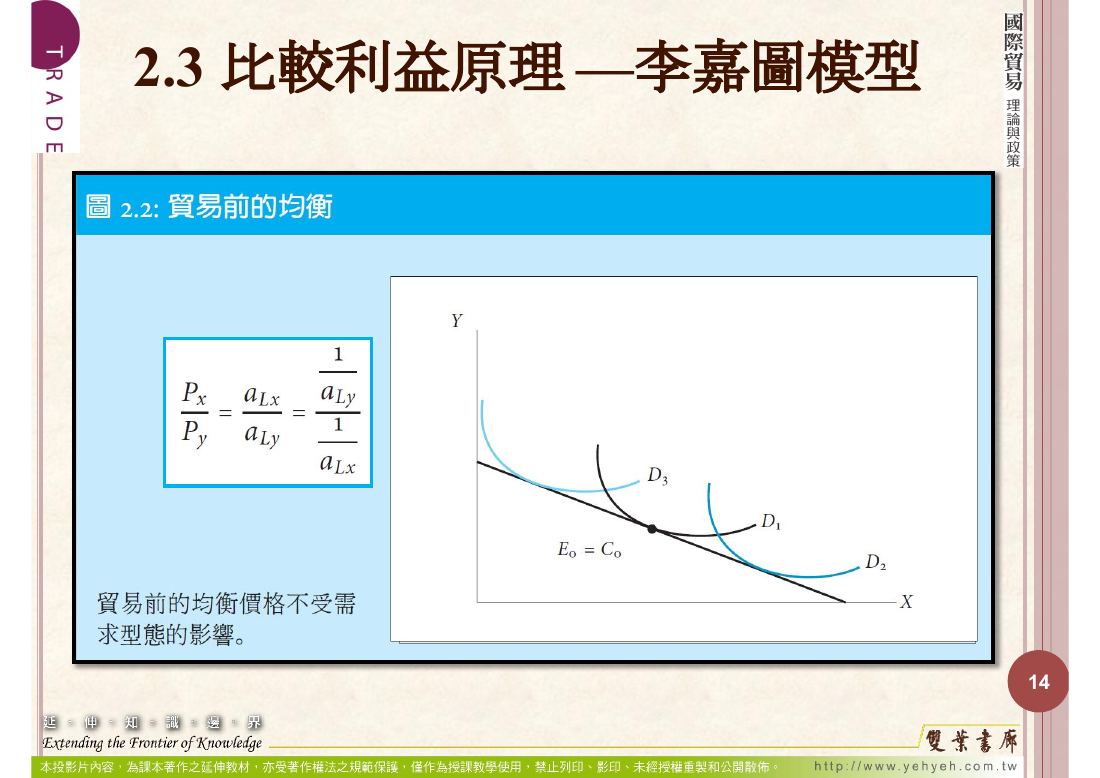 TRADE
2.3 比較利益原理 —李嘉圖模型
國際貿易 理論與政策
圖 2.2: 貿易前的均衡
Px/Py = aLx/aLy = (1/aLy)/(1/aLx)
Y
D3
D1
E0 = C0
D2
X
貿易前的均衡價格不受需
求型態的影響。
14
延。伸。知。識。邊。界
Extending the Frontier of Knowledge
雙葉書廊
本投影片內容，為課本著作之延伸教材，亦受著作權法之規範保護，僅作為授課教學使用，禁止列印、影印、未經授權重製和公開散佈。
http://www.yehyeh.com.tw